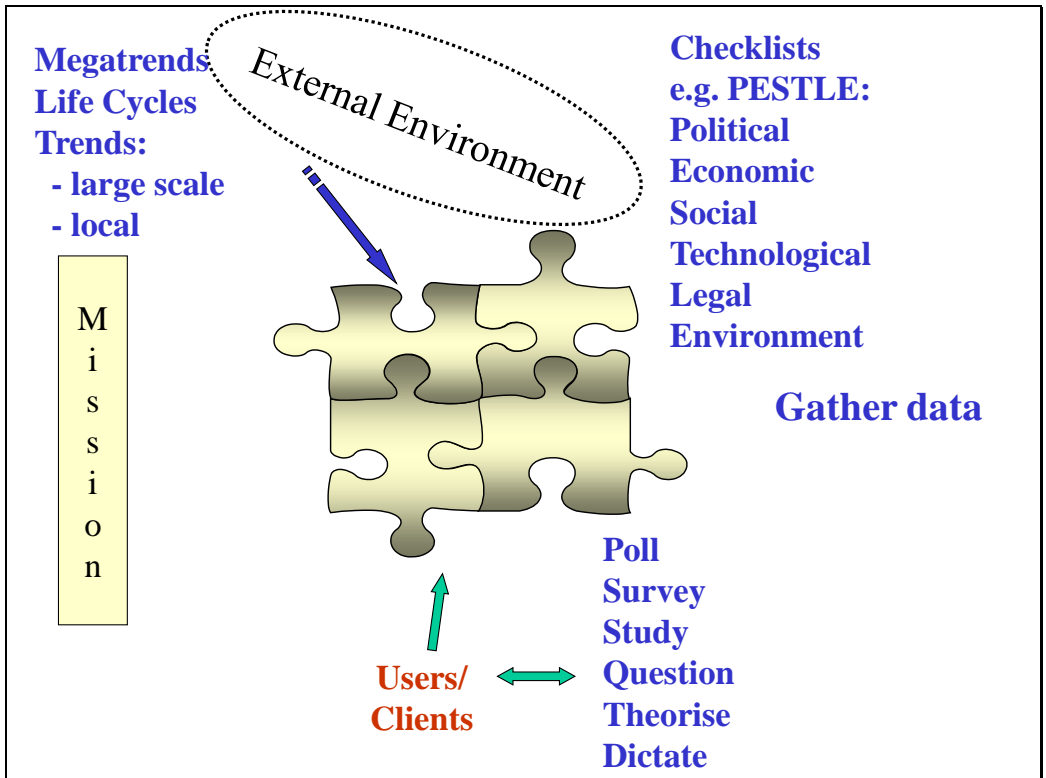 Megatrends
Life Cycles
Trends:
- large scale
- local
External Environment
Checklists
e.g. PESTLE:
Political
Economic
Social
Technological
Legal
Environment
Mission
Gather data
Poll
Survey
Study
Question
Theorise
Dictate
Users/
Clients